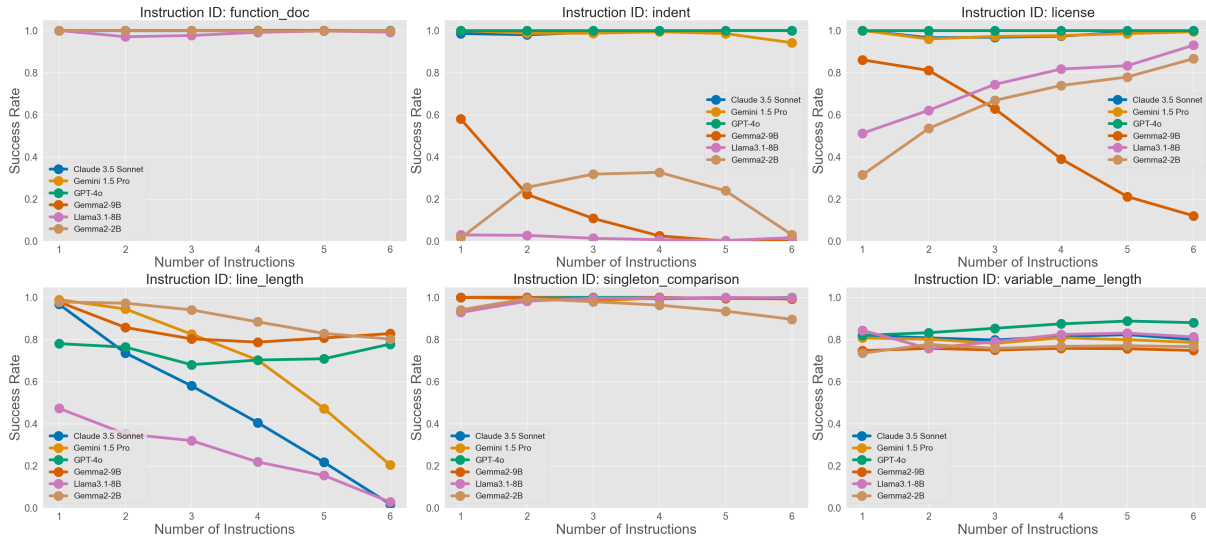 Instruction ID: function_doc
Success Rate
1.0
0.8
0.6
0.4
0.2
0.0
Claude 3.5 Sonnet
Gemini 1.5 Pro
GPT-4o
Gemma2-9B
Llama3.1-8B
Gemma2-2B
1 2 3 4 5 6
Number of Instructions
Instruction ID: indent
Success Rate
1.0
0.8
0.6
0.4
0.2
0.0
Claude 3.5 Sonnet
Gemini 1.5 Pro
GPT-4o
Gemma2-9B
Llama3.1-8B
Gemma2-2B
1 2 3 4 5 6
Number of Instructions
Instruction ID: license
Success Rate
1.0
0.8
0.6
0.4
0.2
0.0
Claude 3.5 Sonnet
Gemini 1.5 Pro
GPT-4o
Gemma2-9B
Llama3.1-8B
Gemma2-2B
1 2 3 4 5 6
Number of Instructions
Instruction ID: line_length
Success Rate
1.0
0.8
0.6
0.4
0.2
0.0
Claude 3.5 Sonnet
Gemini 1.5 Pro
GPT-4o
Gemma2-9B
Llama3.1-8B
Gemma2-2B
1 2 3 4 5 6
Number of Instructions
Instruction ID: singleton_comparison
Success Rate
1.0
0.8
0.6
0.4
0.2
0.0
Claude 3.5 Sonnet
Gemini 1.5 Pro
GPT-4o
Gemma2-9B
Llama3.1-8B
Gemma2-2B
1 2 3 4 5 6
Number of Instructions
Instruction ID: variable_name_length
Success Rate
1.0
0.8
0.6
0.4
0.2
0.0
Claude 3.5 Sonnet
Gemini 1.5 Pro
GPT-4o
Gemma2-9B
Llama3.1-8B
Gemma2-2B
1 2 3 4 5 6
Number of Instructions